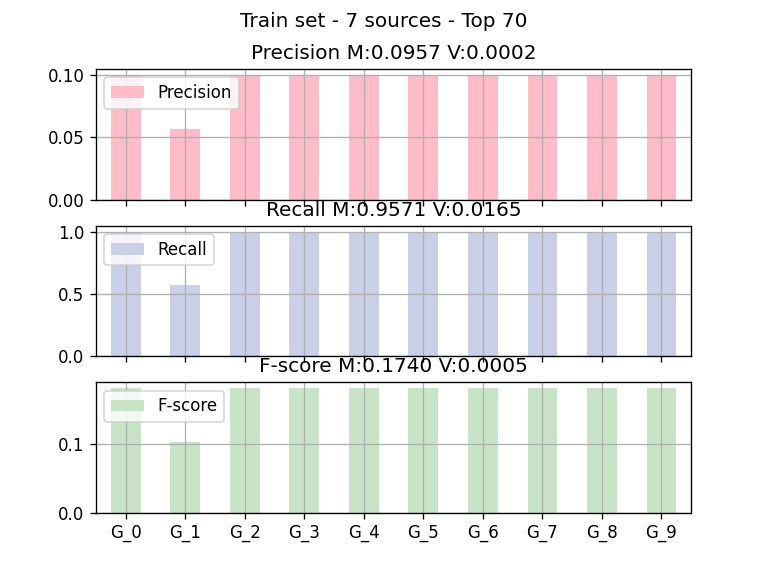 Train set - 7 sources - Top 70
Precision M:0.0957 V:0.0002
0.10
Precision
0.05
0.00
Recall M:0.9571 V:0.0165
1.0
Recall
0.5
0.0
F-score M:0.1740 V:0.0005
F-score
0.1
0.0
G_0 G_1 G_2 G_3 G_4 G_5 G_6 G_7 G_8 G_9